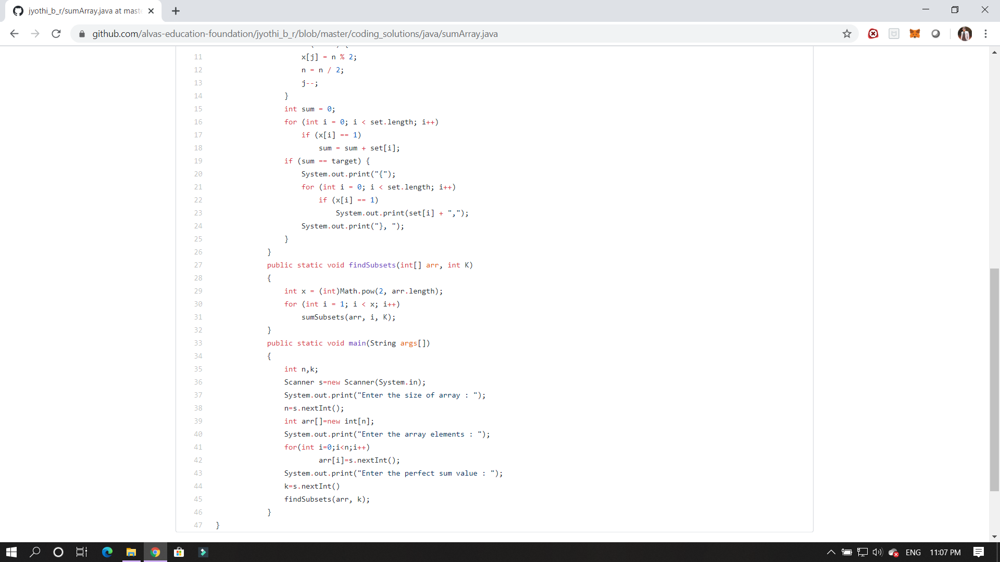 jyothi_b_r/sumArray.java at maste
github.com/alvas-education-foundation/jyothi_b_r/blob/master/coding_solutions/java/sumArray.java
11 x[j] = n % 2;
12 n = n / 2;
13 j--;
14 }
15 int sum = 0;
16 for (int i = 0; i < set.length; i++)
17 if (x[i] == 1)
18 sum = sum + set[i];
19 if (sum == target) {
20 System.out.print("{");
21 for (int i = 0; i < set.length; i++)
22 if (x[i] == 1)
23 System.out.print(set[i] + ",");
24 System.out.print("}, ");
25 }
26 }
27 public static void findSubsets(int[] arr, int K)
28 {
29 int x = (int)Math.pow(2, arr.length);
30 for (int i = 1; i < x; i++)
31 sumSubsets(arr, i, K);
32 }
33 public static void main(String args[])
34 {
35 int n,k;
36 Scanner s=new Scanner(System.in);
37 System.out.print("Enter the size of array : ");
38 n=s.nextInt();
39 int arr[]=new int[n];
40 System.out.print("Enter the array elements : ");
41 for(int i=0;i<n;i++)
42 arr[i]=s.nextInt();
43 System.out.print("Enter the perfect sum value : ");
44 k=s.nextInt()
45 findSubsets(arr, k);
46 }
47 }
ENG 11:07 PM